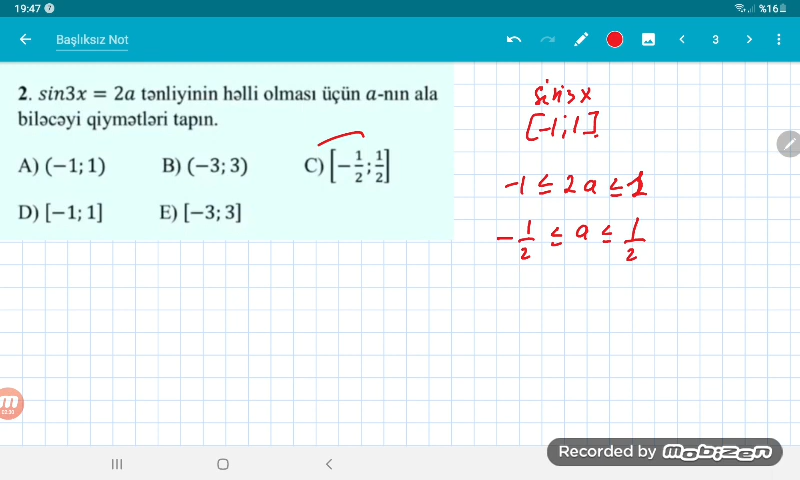 19:47
%16
Başlıksız Not
3
2. sin3x = 2a tənliyinin həlli olması üçün a-nın ala
biləcəyi qiymətləri tapın.
A) (−1; 1) B) (−3; 3) C) [−1/2; 1/2]
D) [−1; 1] E) [−3; 3]
sin3x
[-1; 1].
-1 ≤ 2a ≤ 1
-1/2 ≤ a ≤ 1/2
Recorded by mobizen